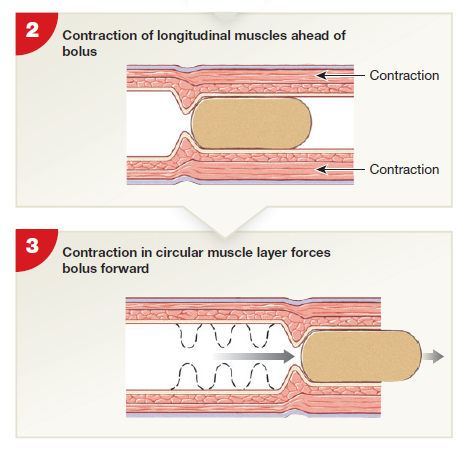 2
Contraction of longitudinal muscles ahead of
bolus
Contraction
Contraction
3
Contraction in circular muscle layer forces
bolus forward